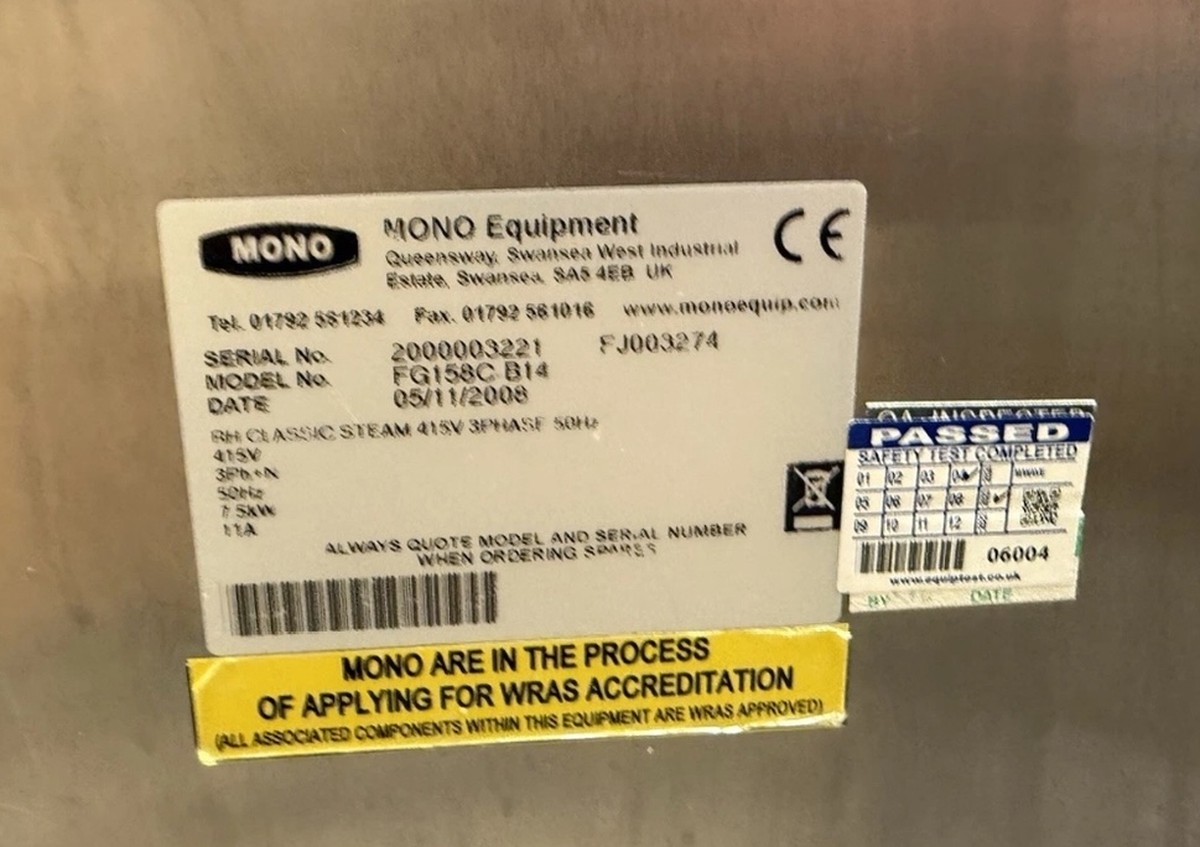 MONO
MONO Equipment
Queensway, Swansea West Industrial
Estate, Swansea, SA5 4EB UK
CE
Tel. 01792 561234 Fax. 01792 561016 www.monoequip.com
SERIAL No. 2000003221 FJ003274
MODEL No. FG158C B14
DATE 05/11/2008
BH CLASSIC STEAM 415V 3PHASE 50Hz
415V
3Ph+N
50Hz
7.5kW
11A
ALWAYS QUOTE MODEL AND SERIAL NUMBER
WHEN ORDERING SPARES
MONO ARE IN THE PROCESS
OF APPLYING FOR WRAS ACCREDITATION
(ALL ASSOCIATED COMPONENTS WITHIN THIS EQUIPMENT ARE WRAS APPROVED)
QA INSPECTED
PASSED
SAFETY TEST COMPLETED
01 02 03 04
05 06 07 08
09 10 11 12
06004
www.equiptest.co.uk
BY DATE